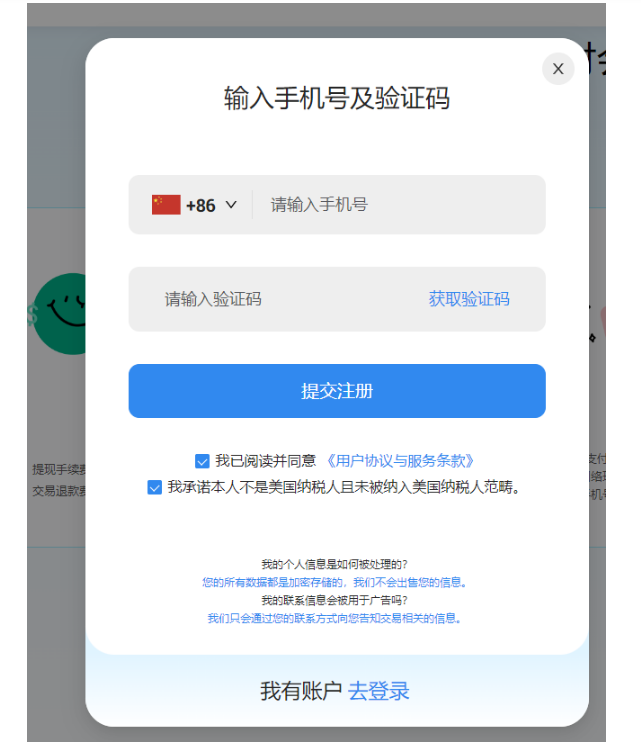 X
输入手机号及验证码
+86
请输入手机号
请输入验证码
获取验证码
提交注册
我已阅读并同意 《用户协议与服务条款》
我承诺本人不是美国纳税人且未被纳入美国纳税人范畴。
提现手续费
交易退款
支付
我的个人信息是如何被处理的?
您的所有数据都是加密存储的，我们不会出售您的信息。
我的联系信息会被用于广告吗?
我们只会通过您的联系方式向您告知交易相关的信息。
我有账户 去登录